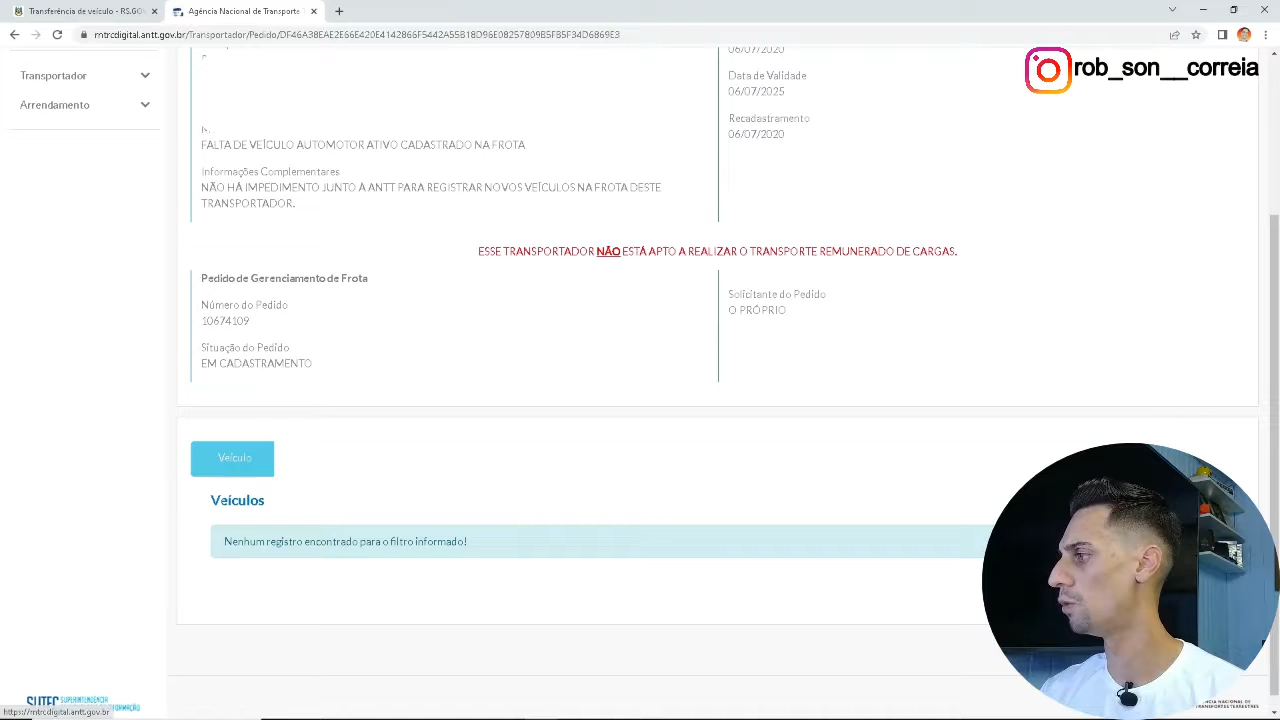 Transferência de veículo - RS.GOV
Agência Nacional de Transporte
rntrcdigital.antt.gov.br/Transportador/Pedido/DF46A38EAE2E66E420E4142866F5442A55B18D96E08257809E5F85F34D6869E3
rob_son__correia
06/07/2020
Transportador
Data de Validade
06/07/2025
Arrendamento
Recadastramento
06/07/2020
FALTA DE VEÍCULO AUTOMOTOR ATIVO CADASTRADO NA FROTA
Informações Complementares
NÃO HÁ IMPEDIMENTO JUNTO À ANTT PARA REGISTRAR NOVOS VEÍCULOS NA FROTA DESTE
TRANSPORTADOR.
ESSE TRANSPORTADOR NÃO ESTÁ APTO A REALIZAR O TRANSPORTE REMUNERADO DE CARGAS.
Pedido de Gerenciamento de Frota
Número do Pedido
10674109
Solicitante do Pedido
O PRÓPRIO
Situação do Pedido
EM CADASTRAMENTO
Veículo
Veículos
Nenhum registro encontrado para o filtro informado!
SUTEC SUPERINTENDÊNCIA
https://rntrcdigital.antt.gov.br
TRANSPORTES TERRESTRES